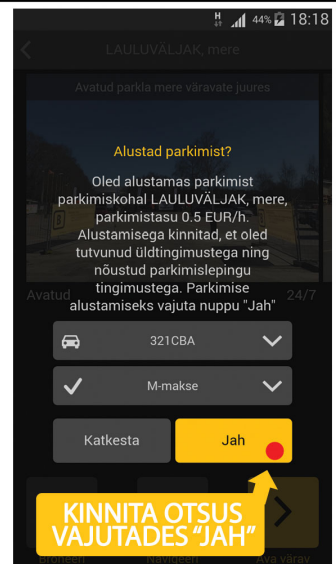 H 44% 18:18
LAULUVÄLJAK, mere
Avatud parkla mere väravate juures
Alustad parkimist?
Oled alustamas parkimist
parkimiskohal LAULUVÄLJAK, mere,
parkimistasu 0.5 EUR/h.
Alustamisega kinnitad, et oled
tutvunud üldtingimustega ning
nõustud parkimislepingu
tingimustega. Parkimise
alustamiseks vajuta nuppu "Jah"
Avatud 24/7
321CBA
M-makse
Katkesta Jah
KINNITA OTSUS
VAJUTADES "JAH"
Broneeri Navigeeri Ava värav